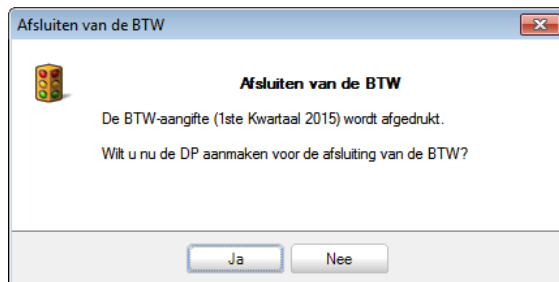 Afsluiten van de BTW
Afsluiten van de BTW
De BTW-aangifte (1ste Kwartaal 2015) wordt afgedrukt.
Wilt u nu de DP aanmaken voor de afsluiting van de BTW?
Ja Nee